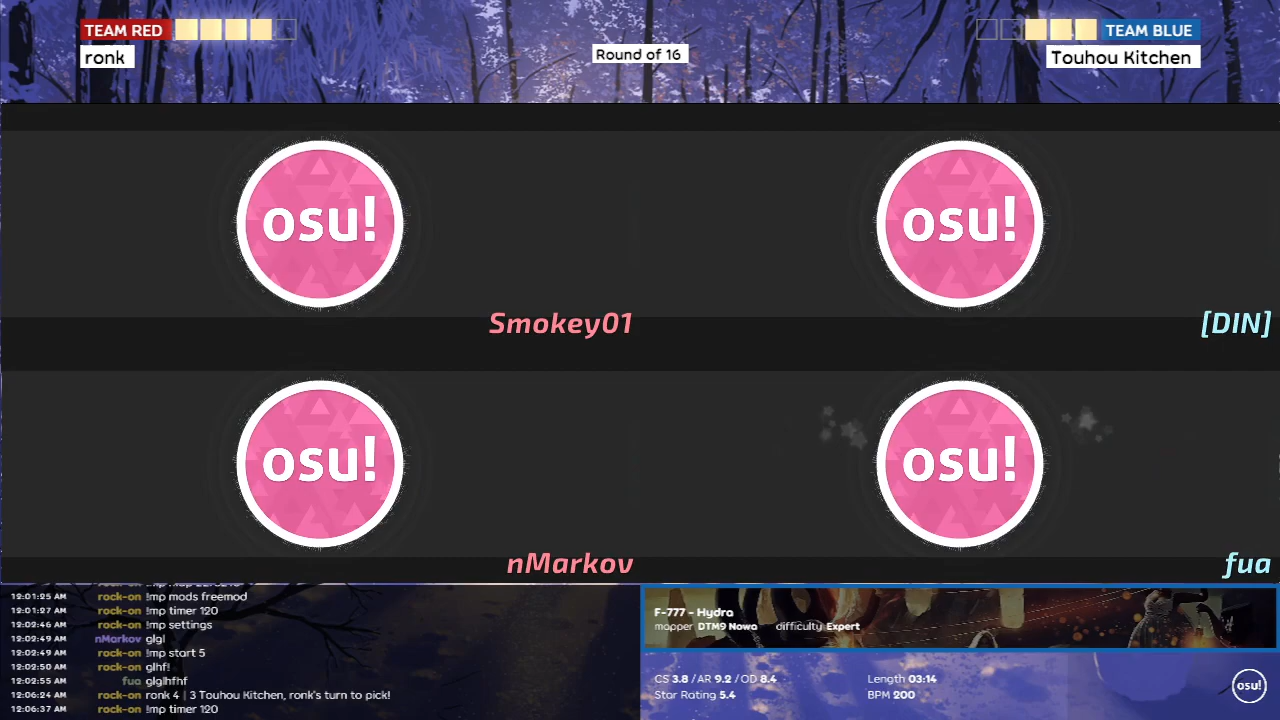 TEAM RED
ronk
Round of 16
TEAM BLUE
Touhou Kitchen
osu!
osu!
Smokey01
[DIN]
osu!
osu!
nMarkov
fua
12:01:25 AM rock-on !mp mods freemod
12:01:27 AM rock-on !mp timer 120
12:02:46 AM rock-on !mp settings
12:02:49 AM nMarkov glgl
12:02:49 AM rock-on !mp start 5
12:02:50 AM rock-on glhf!
12:02:55 AM fua glglhfhf
12:06:24 AM rock-on ronk 4 | 3 Touhou Kitchen, ronk's turn to pick!
12:06:37 AM rock-on !mp timer 120
F-777 - Hydra
mapper DTM9 Nowa difficulty Expert
CS 3.8 / AR 9.2 / OD 8.4
Star Rating 5.4
Length 03:14
BPM 200
osu!